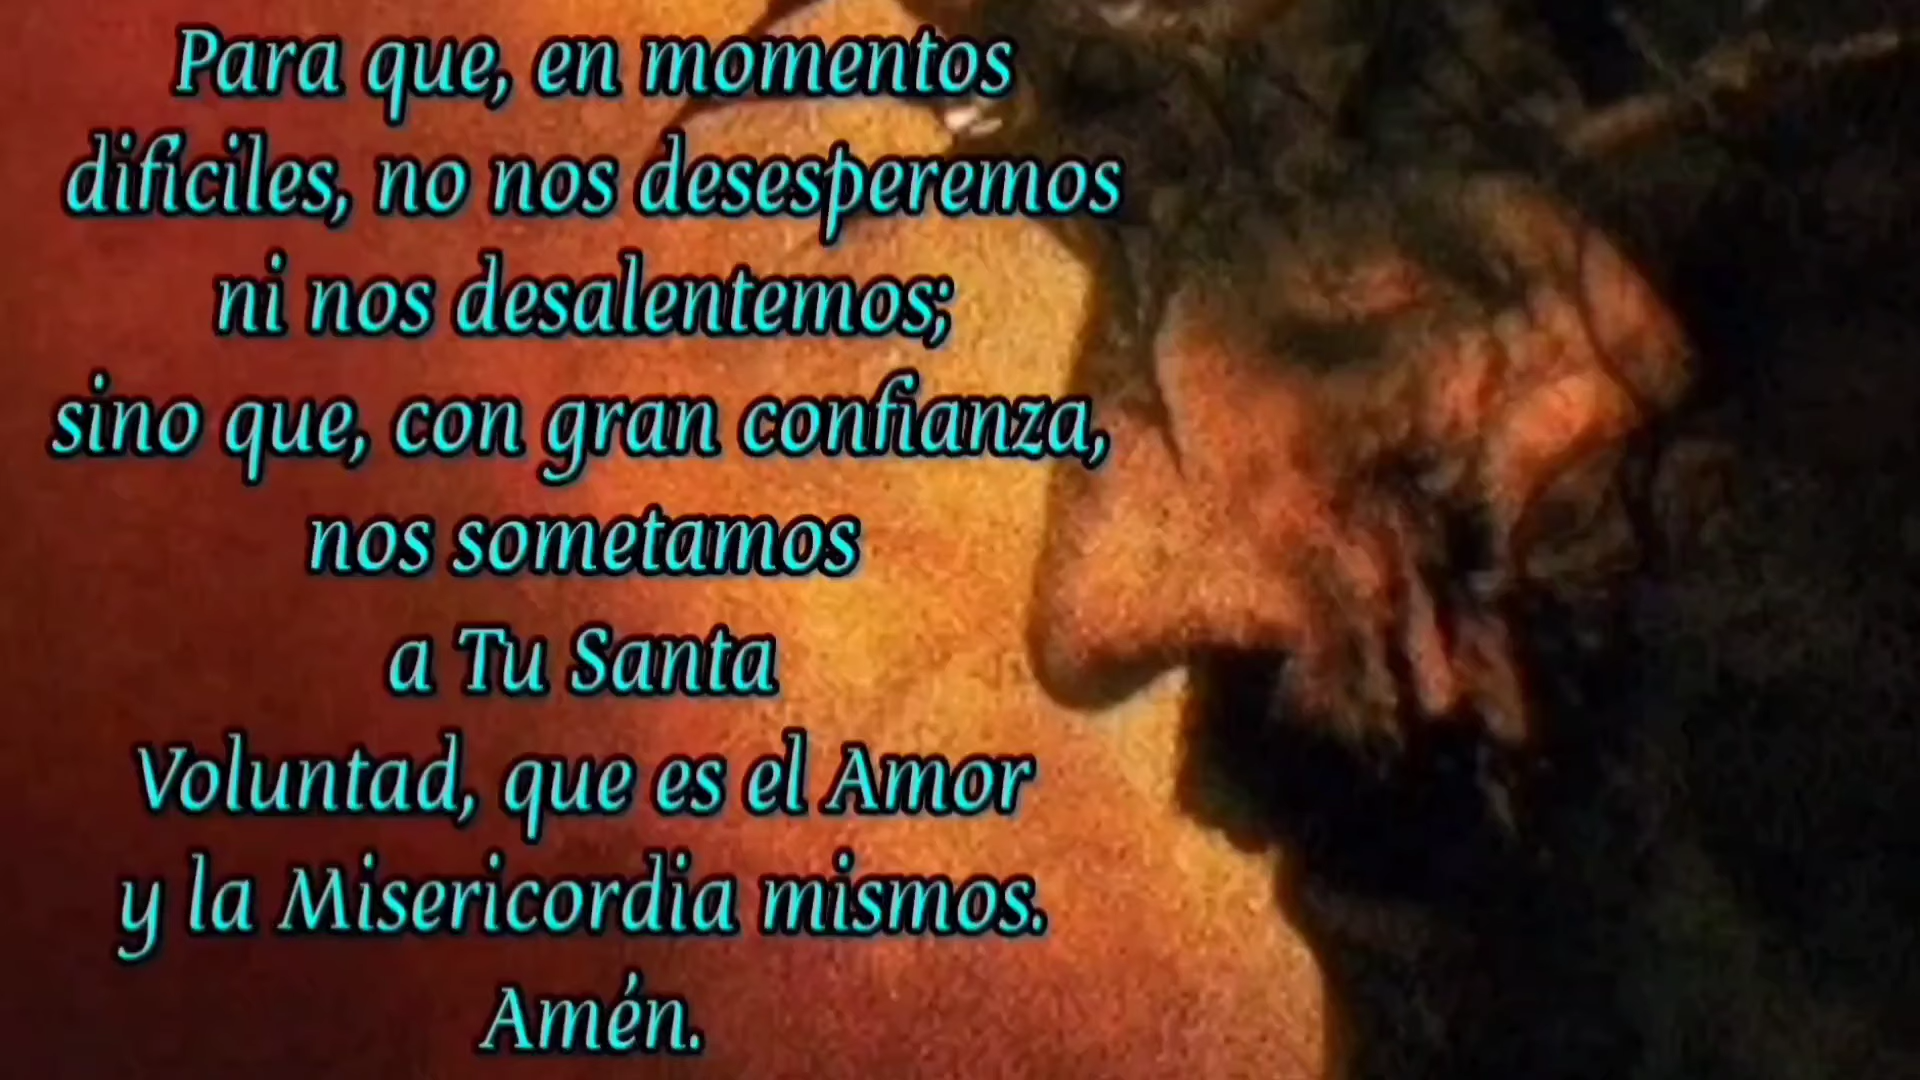 Para que, en momentos
difíciles, no nos desesperemos
ni nos desalentemos;
sino que, con gran confianza,
nos sometamos
a Tu Santa
Voluntad, que es el Amor
y la Misericordia mismos.
Amén.